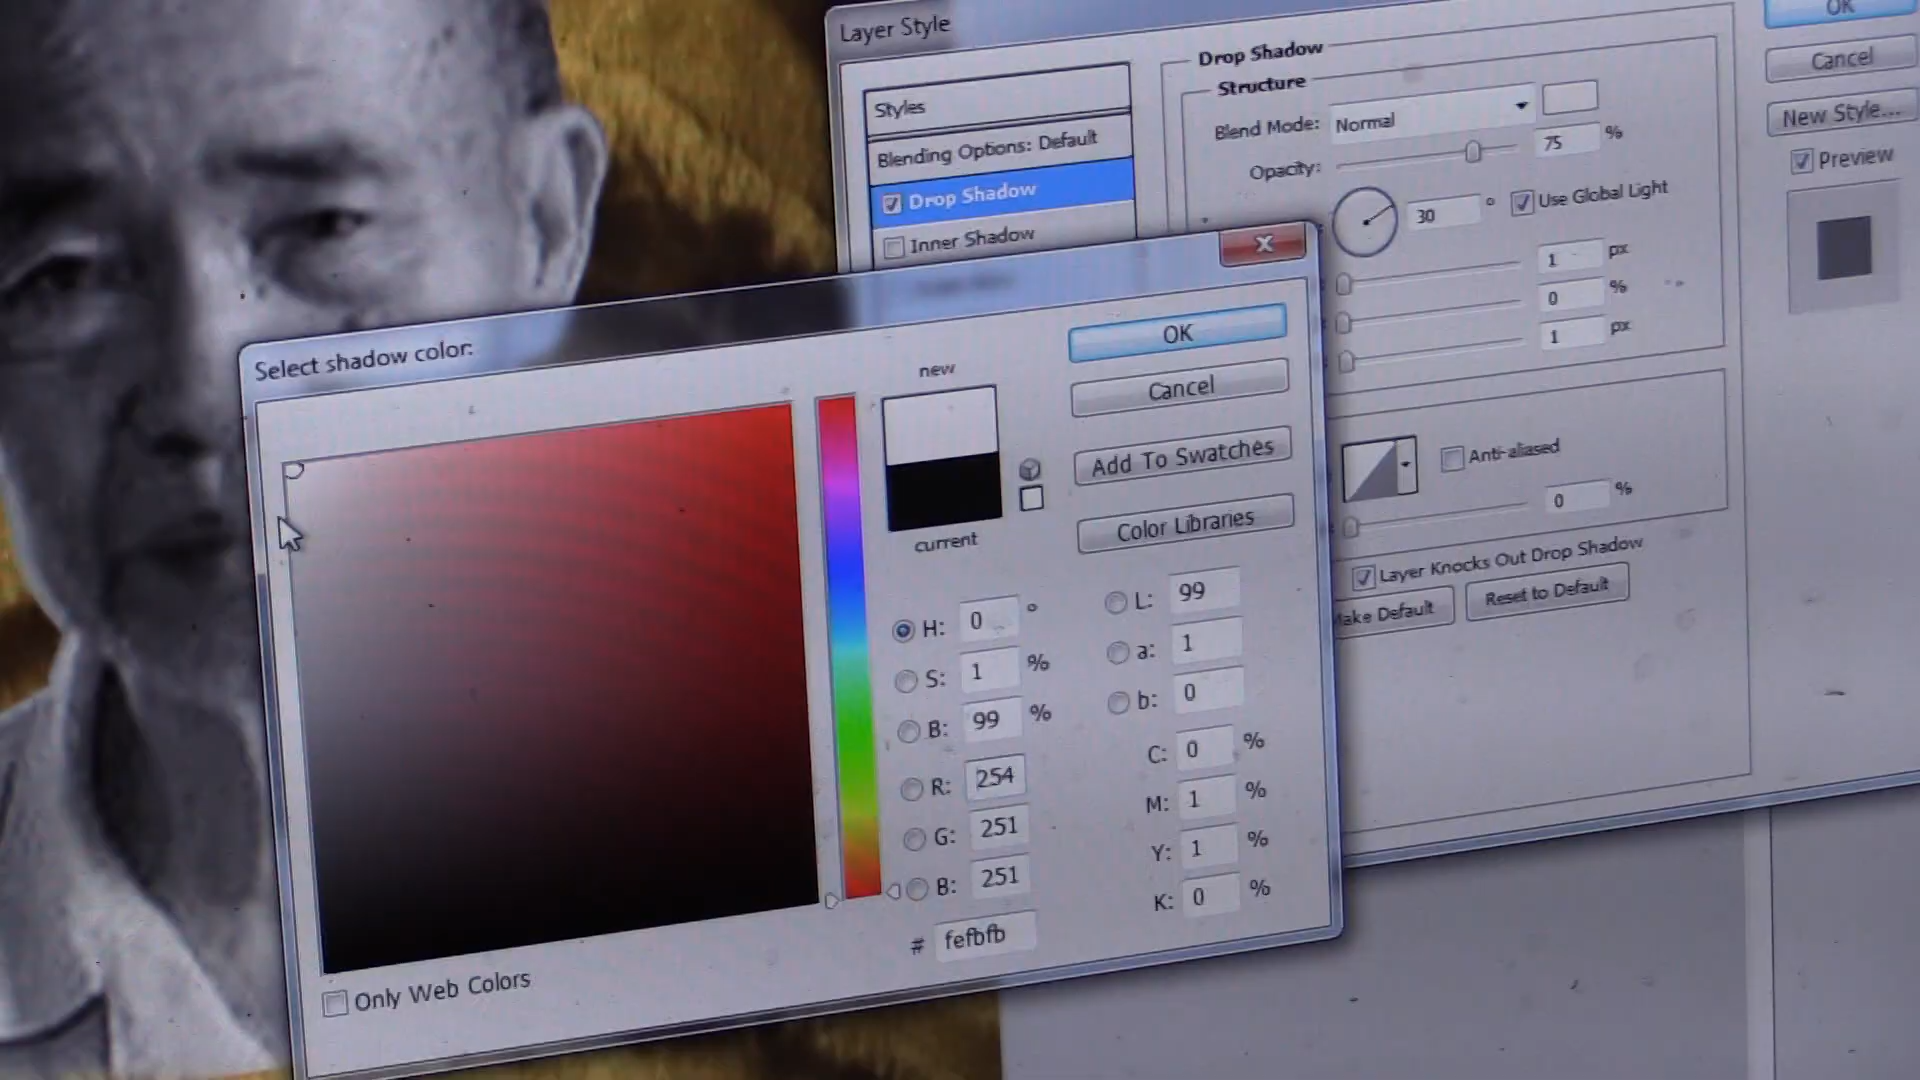 Layer Style
Styles
Blending Options: Default
Drop Shadow
Inner Shadow
Drop Shadow
Structure
Blend Mode: Normal
Opacity: 75 %
30 ° Use Global Light
1 px
0 %
1 px
Anti-aliased
0 %
Layer Knocks Out Drop Shadow
Make Default Reset to Default
OK
Cancel
New Style...
Preview
Select shadow color:
new
current
OK
Cancel
Add To Swatches
Color Libraries
H: 0 °
S: 1 %
B: 99 %
R: 254
G: 251
B: 251
# fefbfb
L: 99
a: 1
b: 0
C: 0 %
M: 1 %
Y: 1 %
K: 0 %
Only Web Colors